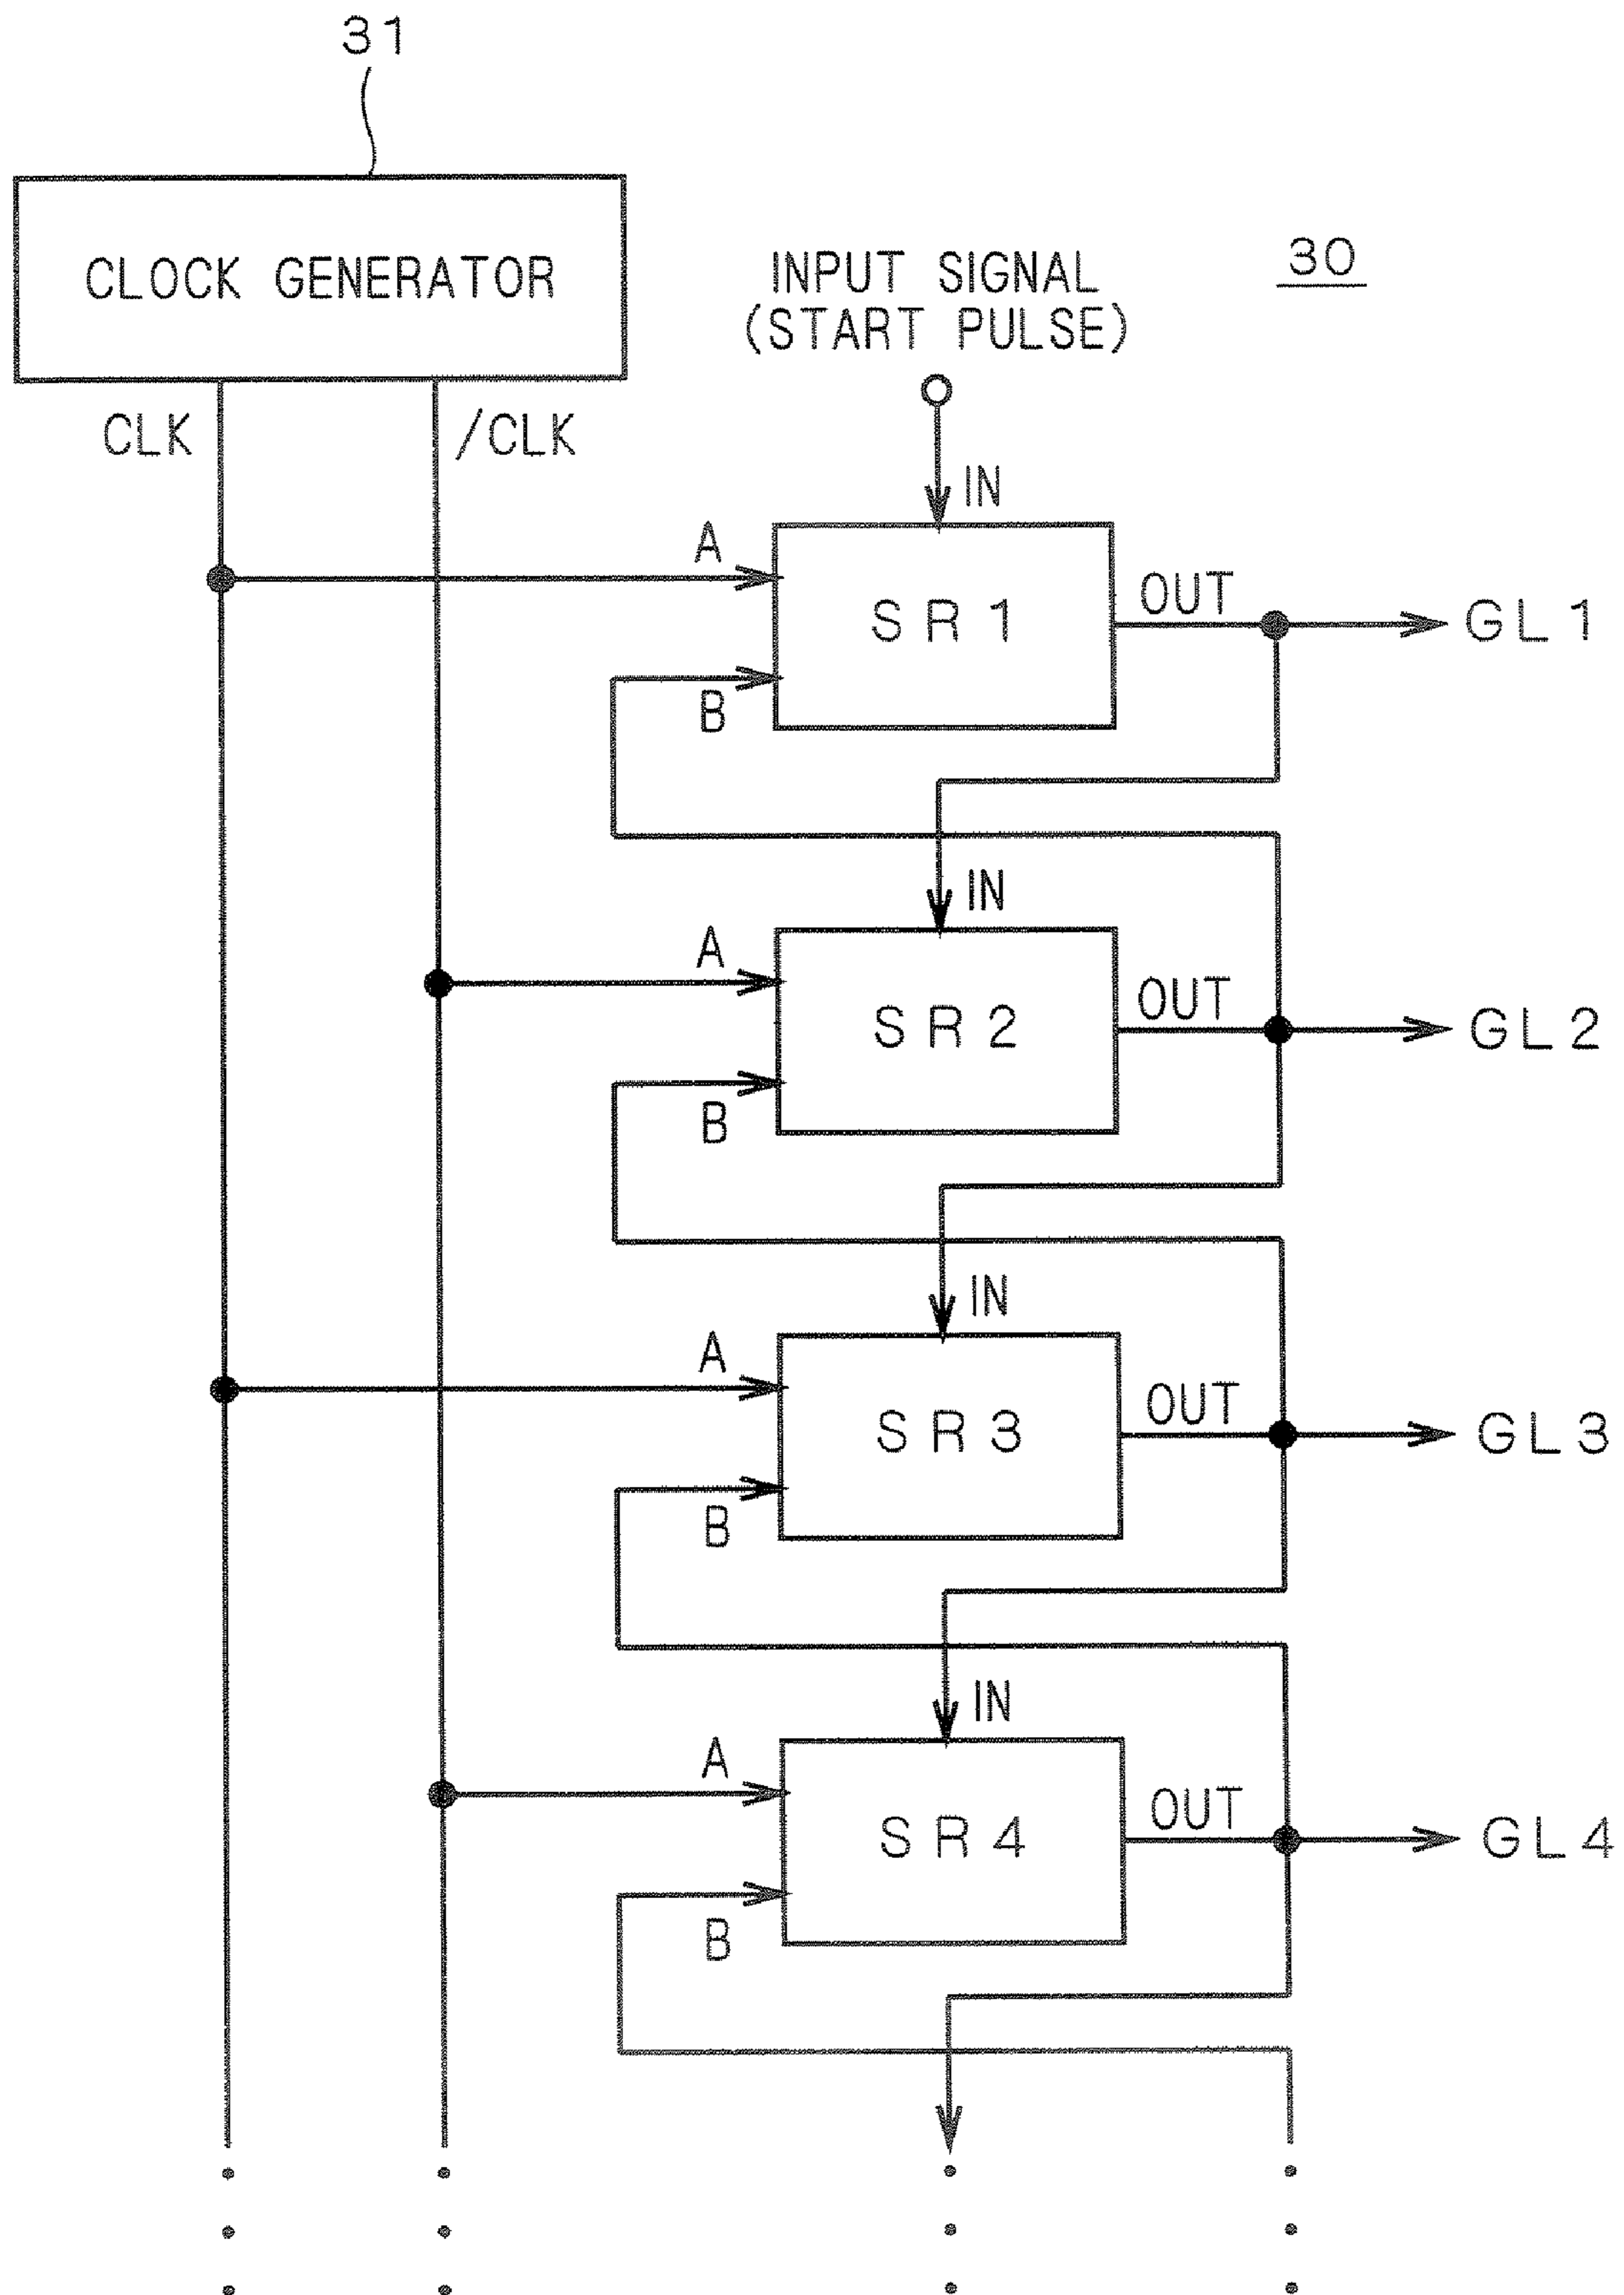 31
CLOCK GENERATOR
30
INPUT SIGNAL
(START PULSE)
CLK
/CLK
IN
A
SR1
OUT
GL1
B
IN
A
SR2
OUT
GL2
B
IN
A
SR3
OUT
GL3
B
IN
A
SR4
OUT
GL4
B